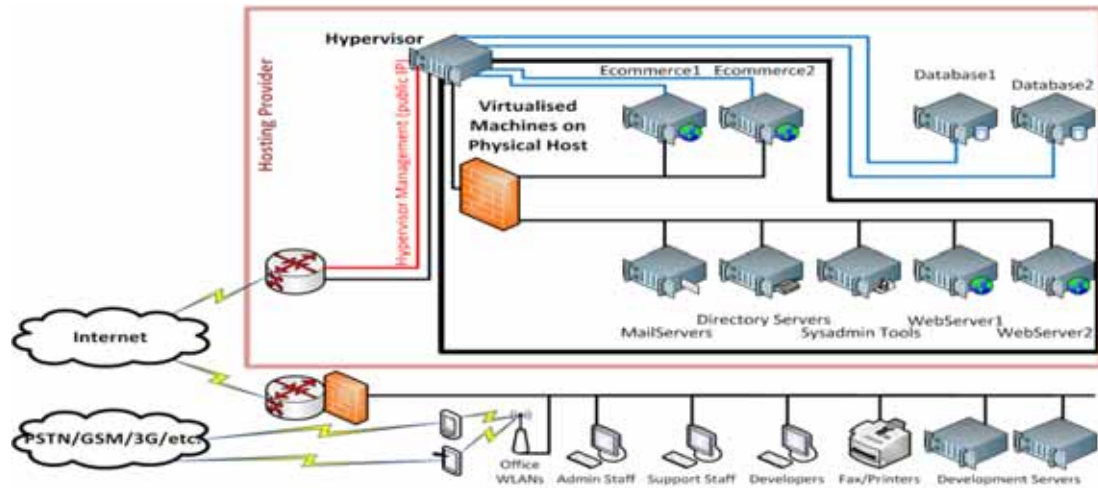 Hypervisor
Ecommerce1
Ecommerce2
Database1
Database2
Hosting Provider
Hypervisor Management (public IP)
Virtualised
Machines on
Physical Host
MailServers
Directory Servers
Sysadmin Tools
WebServer1
WebServer2
Internet
PSTN/GSM/3G/etc.
Office
WLANs
Admin Staff
Support Staff
Developers
Fax/Printers
Development Servers